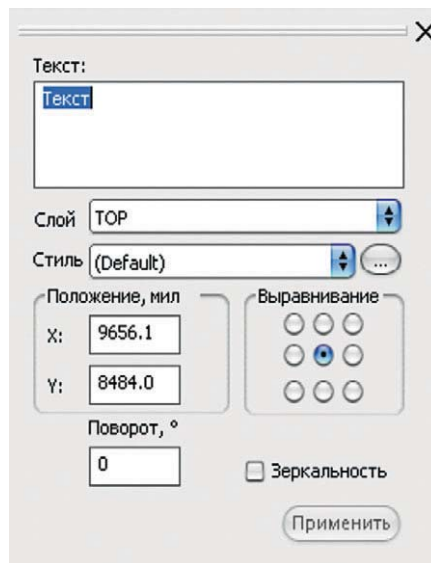 Текст:
Текст
Слой TOP
Стиль (Default) ...
Положение, мил
X: 9656.1
Y: 8484.0
Выравнивание
Поворот, °
0
Зеркальность
Применить